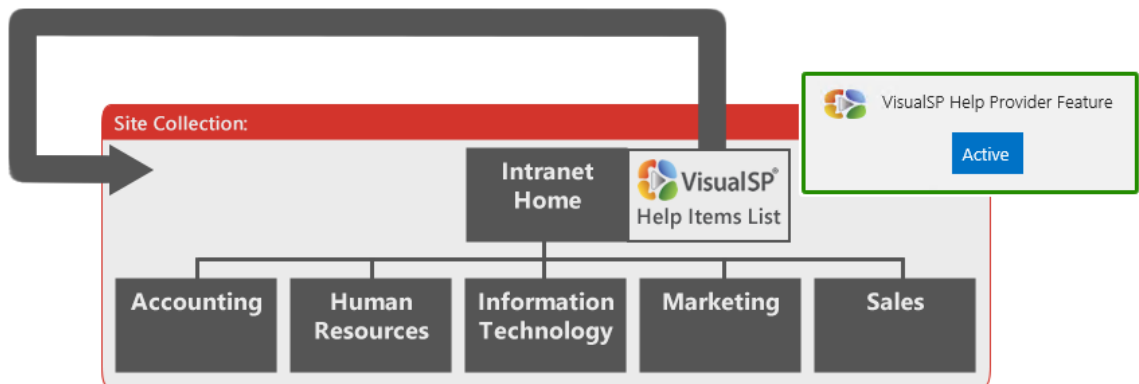 VisualSP Help Provider Feature
Active
Site Collection:
Intranet
Home
VisualSP®
Help Items List
Accounting
Human
Resources
Information
Technology
Marketing
Sales